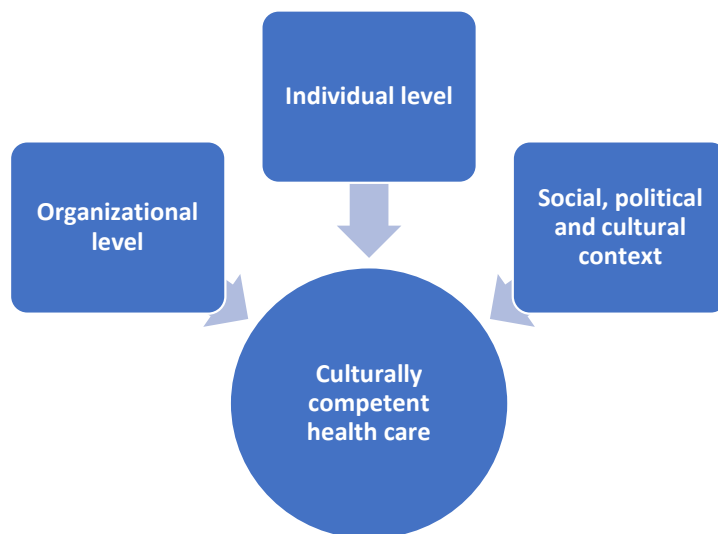 Individual level
Organizational
level
Social, political
and cultural
context
Culturally
competent
health care